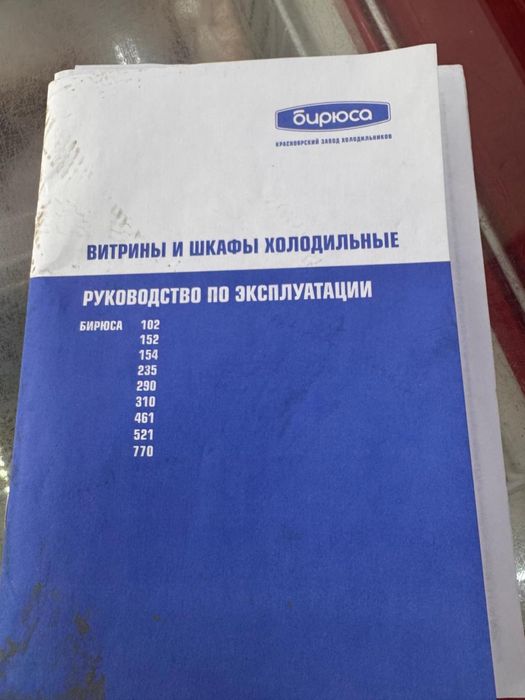 бирюса
КРАСНОЯРСКИЙ ЗАВОД ХОЛОДИЛЬНИКОВ
ВИТРИНЫ И ШКАФЫ ХОЛОДИЛЬНЫЕ
РУКОВОДСТВО ПО ЭКСПЛУАТАЦИИ
БИРЮСА 102
152
154
235
290
310
461
521
770